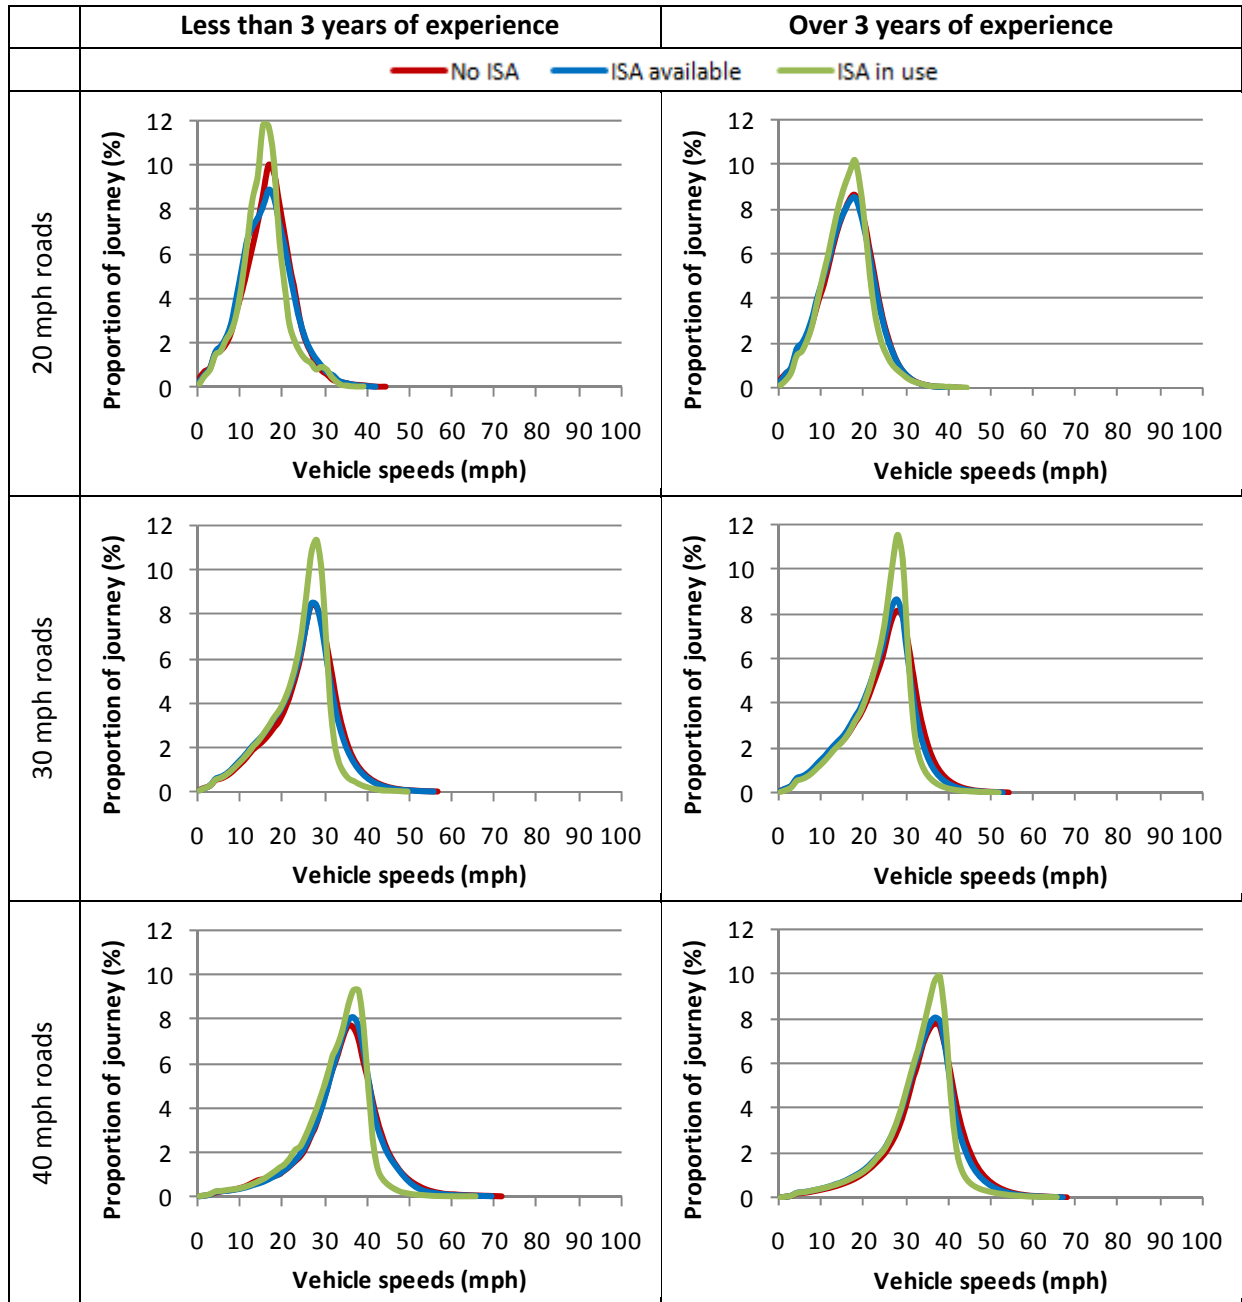 Less than 3 years of experience
Over 3 years of experience
No ISA ISA available ISA in use
20 mph roads
Proportion of journey (%)
12
10
8
6
4
2
0
0 10 20 30 40 50 60 70 80 90 100
Vehicle speeds (mph)
Proportion of journey (%)
12
10
8
6
4
2
0
0 10 20 30 40 50 60 70 80 90 100
Vehicle speeds (mph)
30 mph roads
Proportion of journey (%)
12
10
8
6
4
2
0
0 10 20 30 40 50 60 70 80 90 100
Vehicle speeds (mph)
Proportion of journey (%)
12
10
8
6
4
2
0
0 10 20 30 40 50 60 70 80 90 100
Vehicle speeds (mph)
40 mph roads
Proportion of journey (%)
12
10
8
6
4
2
0
0 10 20 30 40 50 60 70 80 90 100
Vehicle speeds (mph)
Proportion of journey (%)
12
10
8
6
4
2
0
0 10 20 30 40 50 60 70 80 90 100
Vehicle speeds (mph)